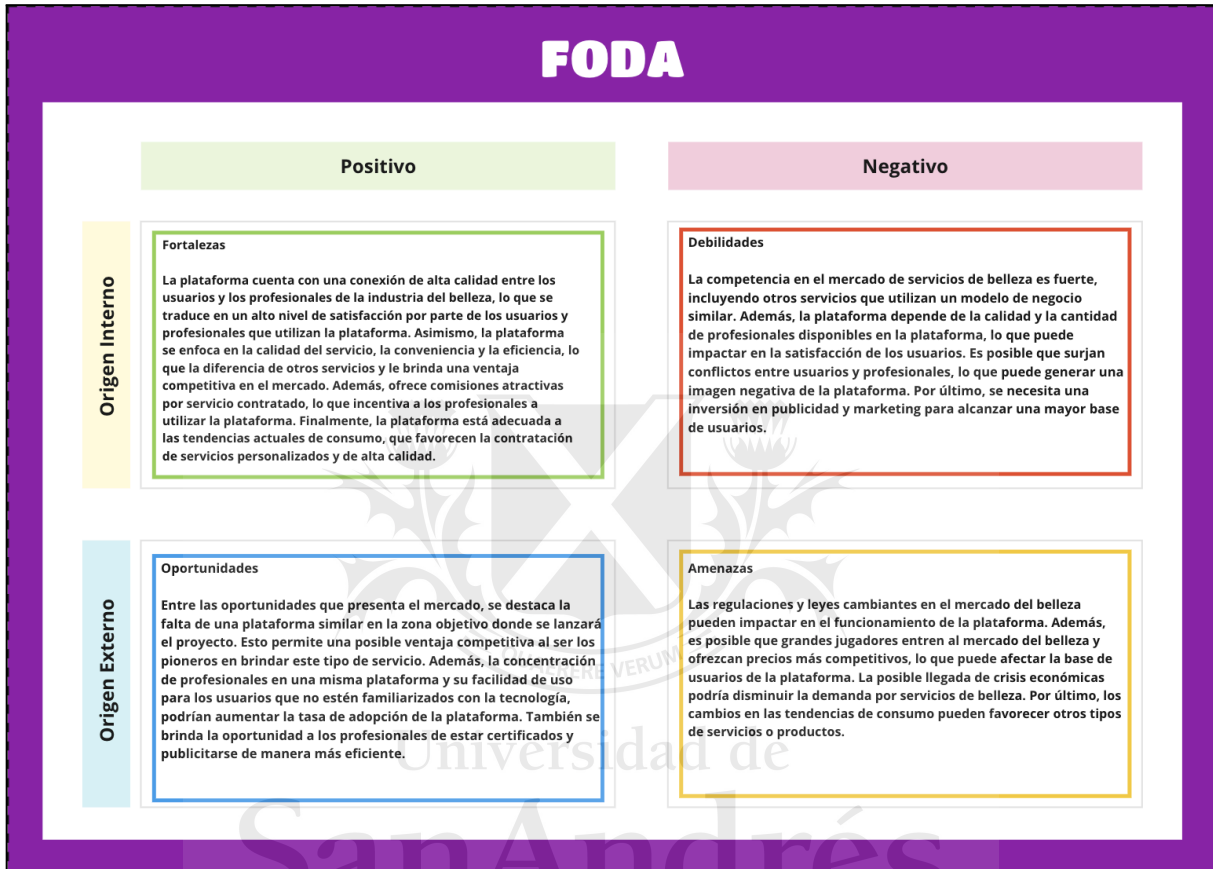 FODA
Positivo
Negativo
Origen Interno
Fortalezas
La plataforma cuenta con una conexión de alta calidad entre los
usuarios y los profesionales de la industria del belleza, lo que se
traduce en un alto nivel de satisfacción por parte de los usuarios y
profesionales que utilizan la plataforma. Asimismo, la plataforma
se enfoca en la calidad del servicio, la conveniencia y la eficiencia, lo
que la diferencia de otros servicios y le brinda una ventaja
competitiva en el mercado. Además, ofrece comisiones atractivas
por servicio contratado, lo que incentiva a los profesionales a
utilizar la plataforma. Finalmente, la plataforma está adecuada a
las tendencias actuales de consumo, que favorecen la contratación
de servicios personalizados y de alta calidad.
Debilidades
La competencia en el mercado de servicios de belleza es fuerte,
incluyendo otros servicios que utilizan un modelo de negocio
similar. Además, la plataforma depende de la calidad y la cantidad
de profesionales disponibles en la plataforma, lo que puede
impactar en la satisfacción de los usuarios. Es posible que surjan
conflictos entre usuarios y profesionales, lo que puede generar una
imagen negativa de la plataforma. Por último, se necesita una
inversión en publicidad y marketing para alcanzar una mayor base
de usuarios.
Origen Externo
Oportunidades
Entre las oportunidades que presenta el mercado, se destaca la
falta de una plataforma similar en la zona objetivo donde se lanzará
el proyecto. Esto permite una posible ventaja competitiva al ser los
pioneros en brindar este tipo de servicio. Además, la concentración
de profesionales en una misma plataforma y su facilidad de uso
para los usuarios que no estén familiarizados con la tecnología,
podrían aumentar la tasa de adopción de la plataforma. También se
brinda la oportunidad a los profesionales de estar certificados y
publicitarse de manera más eficiente.
Amenazas
Las regulaciones y leyes cambiantes en el mercado del belleza
pueden impactar en el funcionamiento de la plataforma. Además,
es posible que grandes jugadores entren al mercado del belleza y
ofrezcan precios más competitivos, lo que puede afectar la base de
usuarios de la plataforma. La posible llegada de crisis económicas
podría disminuir la demanda por servicios de belleza. Por último, los
cambios en las tendencias de consumo pueden favorecer otros tipos
de servicios o productos.
QUAERERE VERUM
Universidad de
SanAndrés